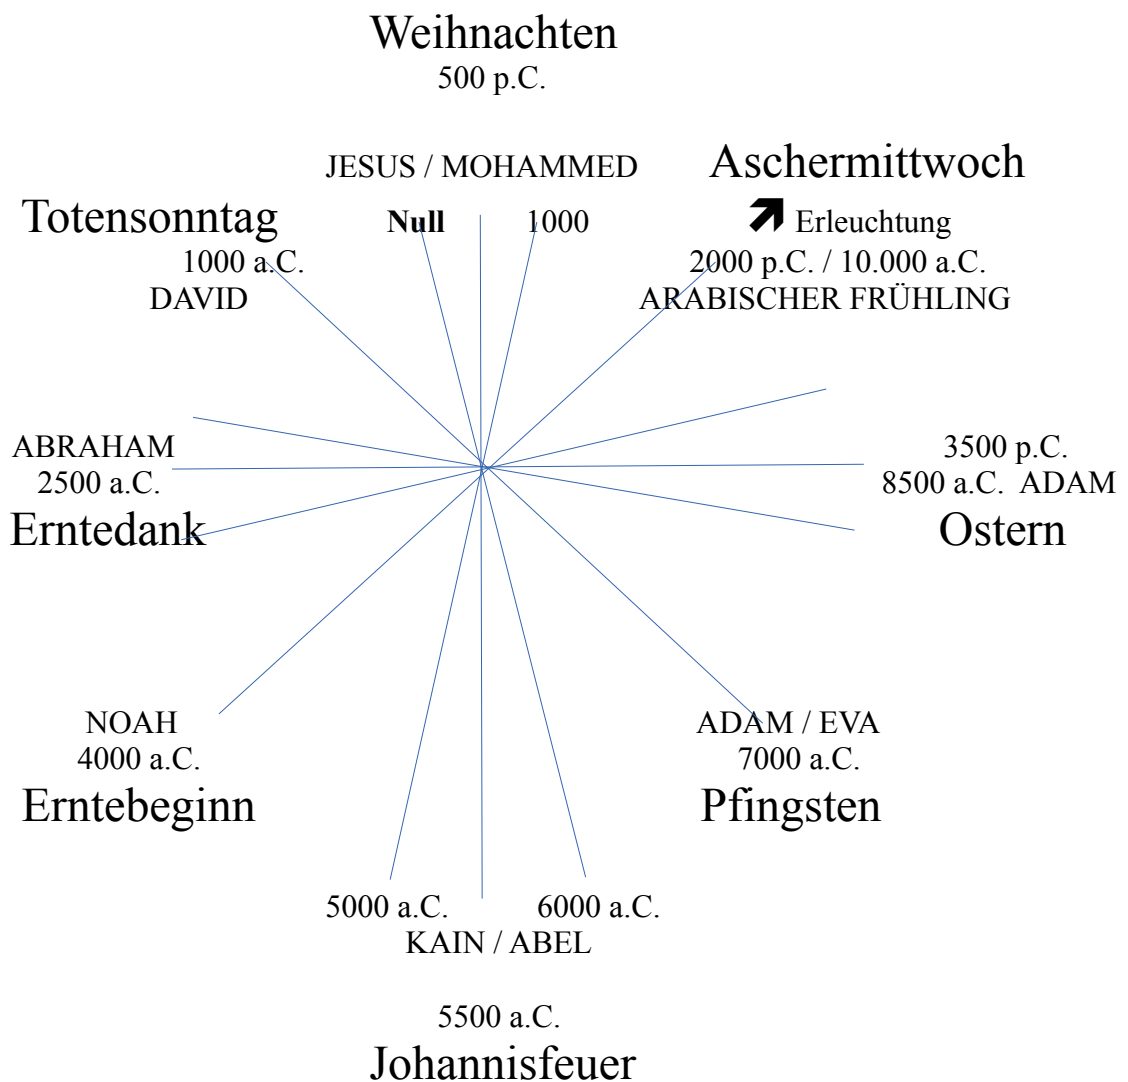 Weihnachten
500 p.C.
JESUS / MOHAMMED
Null 1000
Aschermittwoch
Erleuchtung
2000 p.C. / 10.000 a.C.
ARABISCHER FRÜHLING
Totensonntag
1000 a.C.
DAVID
ABRAHAM
2500 a.C.
Erntedank
3500 p.C.
8500 a.C. ADAM
Ostern
NOAH
4000 a.C.
Erntebeginn
ADAM / EVA
7000 a.C.
Pfingsten
5000 a.C. 6000 a.C.
KAIN / ABEL
5500 a.C.
Johannisfeuer